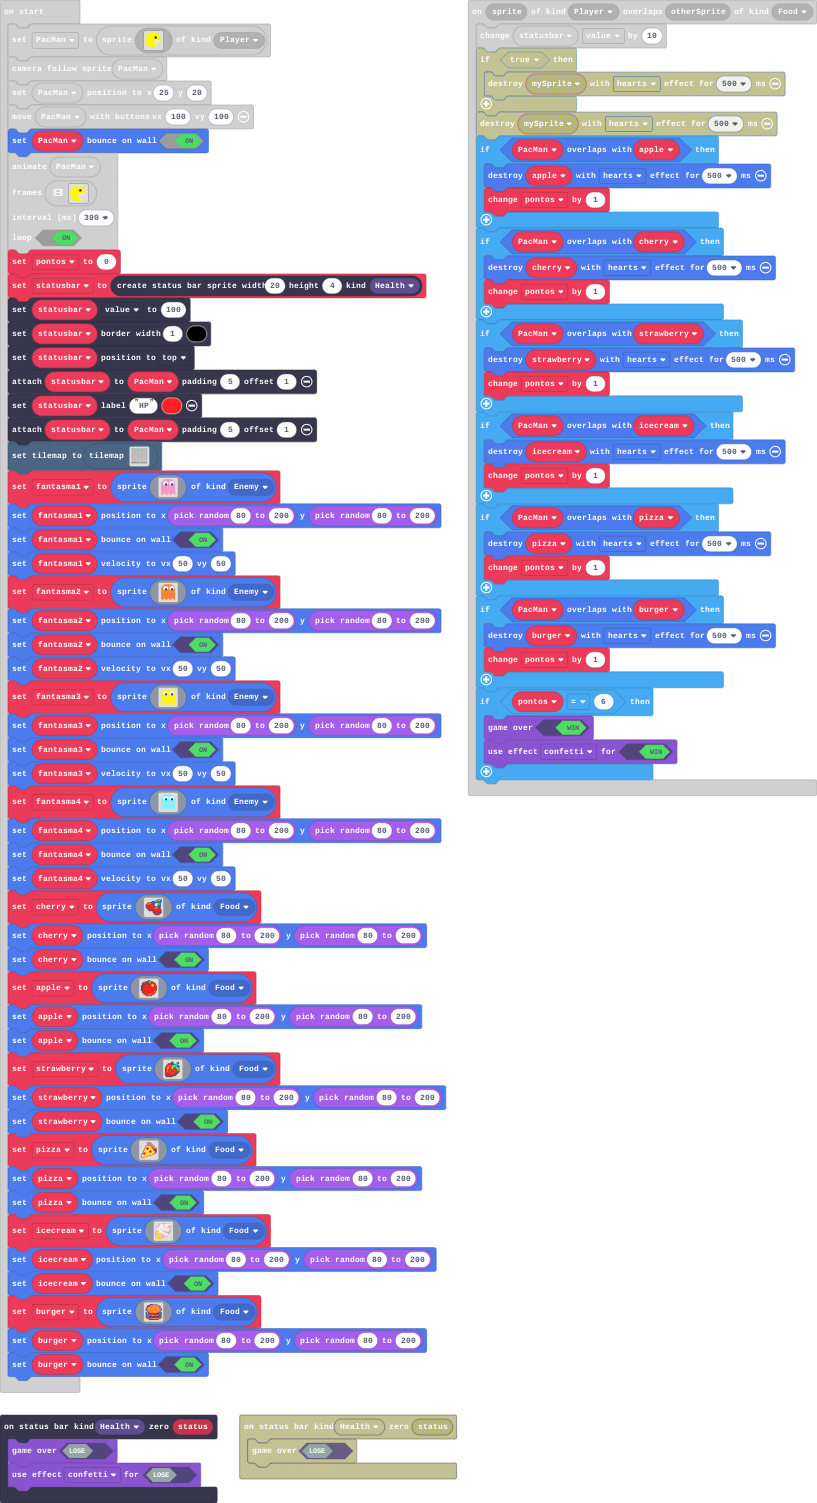 on start
set PacMan to sprite of kind Player
camera follow sprite PacMan
set PacMan position to x 25 y 20
move PacMan with buttons vx 100 vy 100
set PacMan bounce on wall ON
animate PacMan
frames
interval (ms) 300
loop ON
set pontos to 0
set statusbar to create status bar sprite width 20 height 4 kind Health
set statusbar value to 100
set statusbar border width 1
set statusbar position to top
attach statusbar to PacMan padding 5 offset 1
set statusbar label "HP"
attach statusbar to PacMan padding 5 offset 1
set tilemap to tilemap
set fantasma1 to sprite of kind Enemy
set fantasma1 position to x pick random 80 to 200 y pick random 80 to 200
set fantasma1 bounce on wall ON
set fantasma1 velocity to vx 50 vy 50
set fantasma2 to sprite of kind Enemy
set fantasma2 position to x pick random 80 to 200 y pick random 80 to 200
set fantasma2 bounce on wall ON
set fantasma2 velocity to vx 50 vy 50
set fantasma3 to sprite of kind Enemy
set fantasma3 position to x pick random 80 to 200 y pick random 80 to 200
set fantasma3 bounce on wall ON
set fantasma3 velocity to vx 50 vy 50
set fantasma4 to sprite of kind Enemy
set fantasma4 position to x pick random 80 to 200 y pick random 80 to 200
set fantasma4 bounce on wall ON
set fantasma4 velocity to vx 50 vy 50
set cherry to sprite of kind Food
set cherry position to x pick random 80 to 200 y pick random 80 to 200
set cherry bounce on wall ON
set apple to sprite of kind Food
set apple position to x pick random 80 to 200 y pick random 80 to 200
set apple bounce on wall ON
set strawberry to sprite of kind Food
set strawberry position to x pick random 80 to 200 y pick random 80 to 200
set strawberry bounce on wall ON
set pizza to sprite of kind Food
set pizza position to x pick random 80 to 200 y pick random 80 to 200
set pizza bounce on wall ON
set icecream to sprite of kind Food
set icecream position to x pick random 80 to 200 y pick random 80 to 200
set icecream bounce on wall ON
set burger to sprite of kind Food
set burger position to x pick random 80 to 200 y pick random 80 to 200
set burger bounce on wall ON
on sprite of kind Player overlaps otherSprite of kind Food
change statusbar value by 10
if true then
destroy mySprite with hearts effect for 500 ms
destroy mySprite with hearts effect for 500 ms
if PacMan overlaps with apple then
destroy apple with hearts effect for 500 ms
change pontos by 1
if PacMan overlaps with cherry then
destroy cherry with hearts effect for 500 ms
change pontos by 1
if PacMan overlaps with strawberry then
destroy strawberry with hearts effect for 500 ms
change pontos by 1
if PacMan overlaps with icecream then
destroy icecream with hearts effect for 500 ms
change pontos by 1
if PacMan overlaps with pizza then
destroy pizza with hearts effect for 500 ms
change pontos by 1
if PacMan overlaps with burger then
destroy burger with hearts effect for 500 ms
change pontos by 1
if pontos = 6 then
game over WIN
use effect confetti for WIN
on status bar kind Health zero status
game over LOSE
use effect confetti for LOSE
on status bar kind Health zero status
game over LOSE